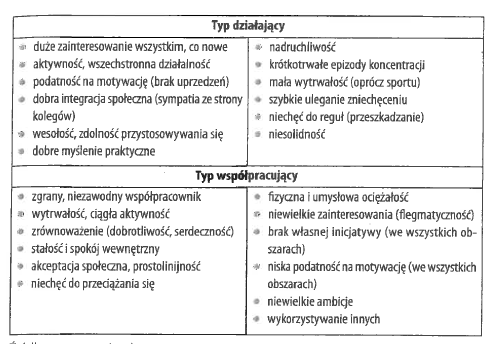 Typ działający
duże zainteresowanie wszystkim, co nowe
aktywność, wszechstronna działalność
podatność na motywację (brak uprzedzeń)
dobra integracja społeczna (sympatia ze strony
kolegów)
wesołość, zdolność przystosowywania się
dobre myślenie praktyczne
nadruchliwość
krótkotrwałe epizody koncentracji
mała wytrwałość (oprócz sportu)
szybkie uleganie zniechęceniu
niechęć do reguł (przeszkadzanie)
niesolidność
Typ współpracujący
zgrany, niezawodny współpracownik
wytrwałość, ciągła aktywność
zrównoważenie (dobrotliwość, serdeczność)
stałość i spokój wewnętrzny
akceptacja społeczna, prostolinijność
niechęć do przeciążania się
fizyczna i umysłowa ociężałość
niewielkie zainteresowania (flegmatyczność)
brak własnej inicjatywy (we wszystkich ob-
szarach)
niska podatność na motywację (we wszystkich
obszarach)
niewielkie ambicje
wykorzystywanie innych